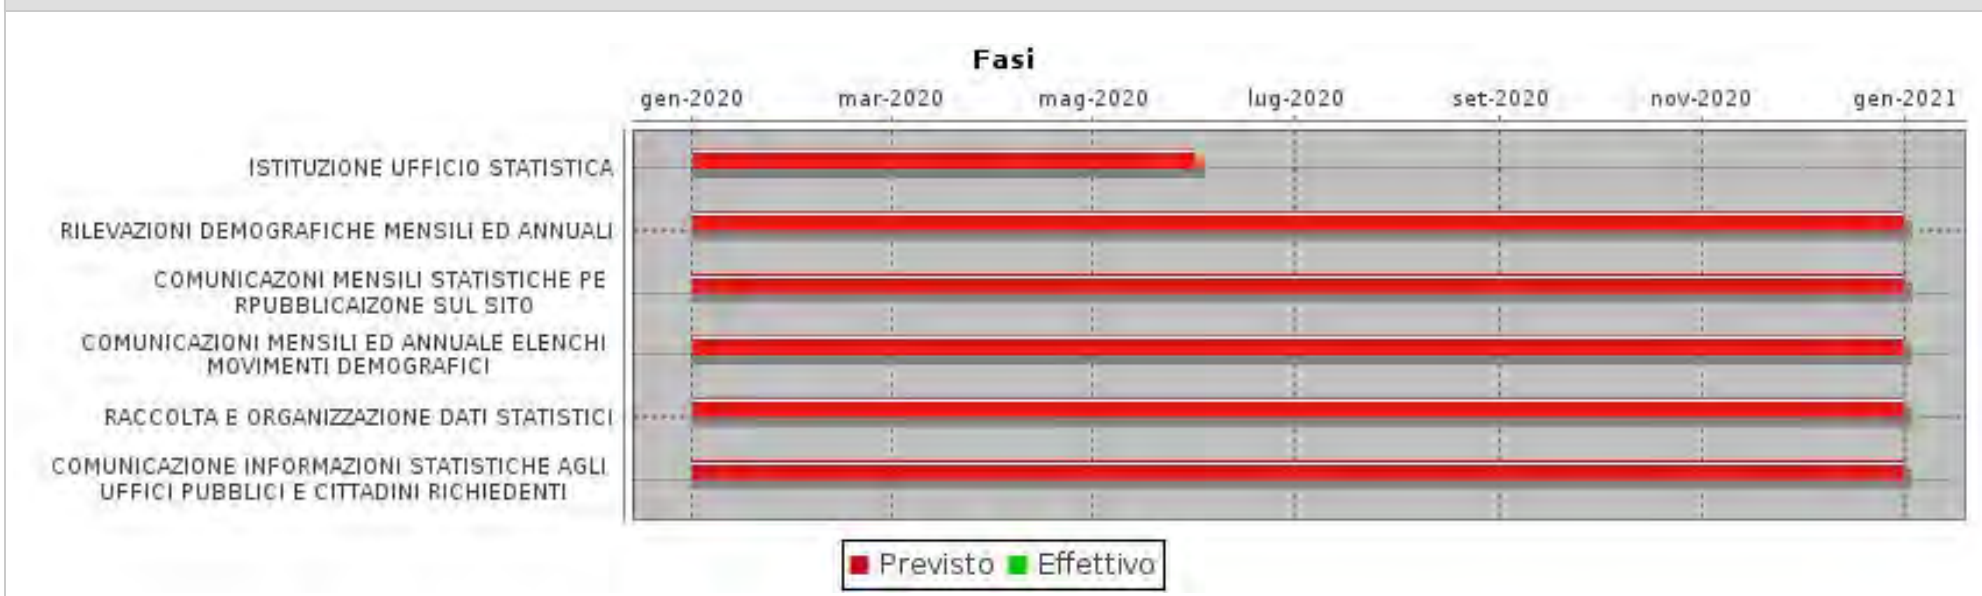 Fasi
gen-2020 mar-2020 mag-2020 lug-2020 set-2020 nov-2020 gen-2021
ISTITUZIONE UFFICIO STATISTICA
RILEVAZIONI DEMOGRAFICHE MENSILI ED ANNUALI
COMUNICAZONI MENSILI STATISTICHE PE
RPUBBLICAIZONE SUL SITO
COMUNICAZIONI MENSILI ED ANNUALE ELENCHI
MOVIMENTI DEMOGRAFICI
RACCOLTA E ORGANIZZAZIONE DATI STATISTICI
COMUNICAZIONE INFORMAZIONI STATISTICHE AGLI
UFFICI PUBBLICI E CITTADINI RICHIEDENTI
Previsto Effettivo